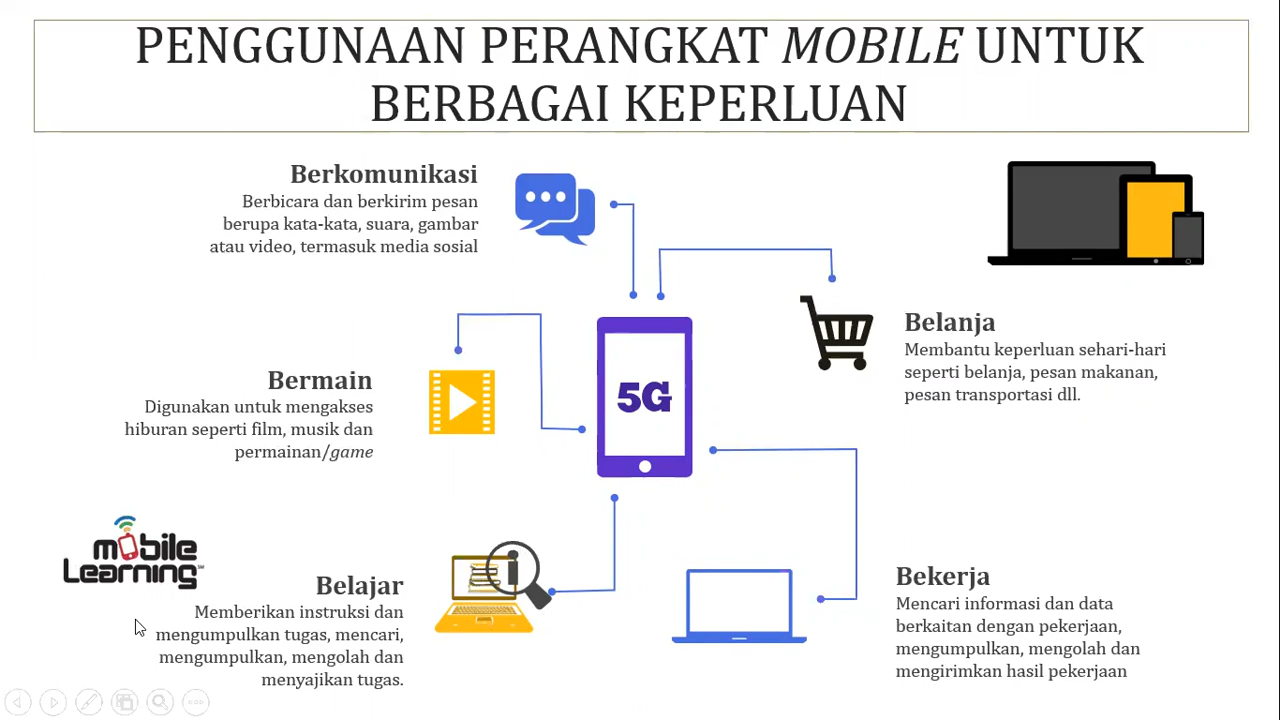 PENGGUNAAN PERANGKAT MOBILE UNTUK
BERBAGAI KEPERLUAN
Berkomunikasi
Berbicara dan berkirim pesan
berupa kata-kata, suara, gambar
atau video, termasuk media sosial
Belanja
Membantu keperluan sehari-hari
seperti belanja, pesan makanan,
pesan transportasi dll.
5G
Bermain
Digunakan untuk mengakses
hiburan seperti film, musik dan
permainan/game
mobile
Learning
Belajar
Memberikan instruksi dan
mengumpulkan tugas, mencari,
mengumpulkan, mengolah dan
menyajikan tugas.
Bekerja
Mencari informasi dan data
berkaitan dengan pekerjaan,
mengumpulkan, mengolah dan
mengirimkan hasil pekerjaan